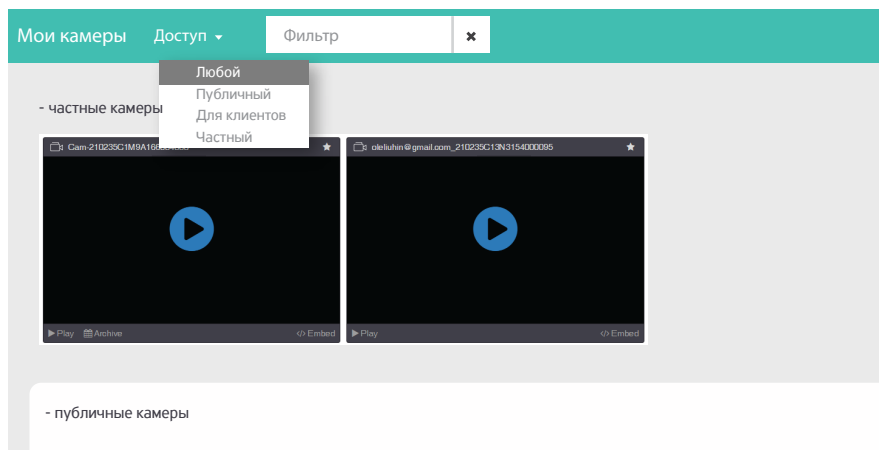 Мои камеры Доступ Фильтр
Любой
Публичный
Для клиентов
Частный
- частные камеры
oleliuhin@gmail.com_210235C13N3154000095
Play Archive Embed Play Embed
- публичные камеры